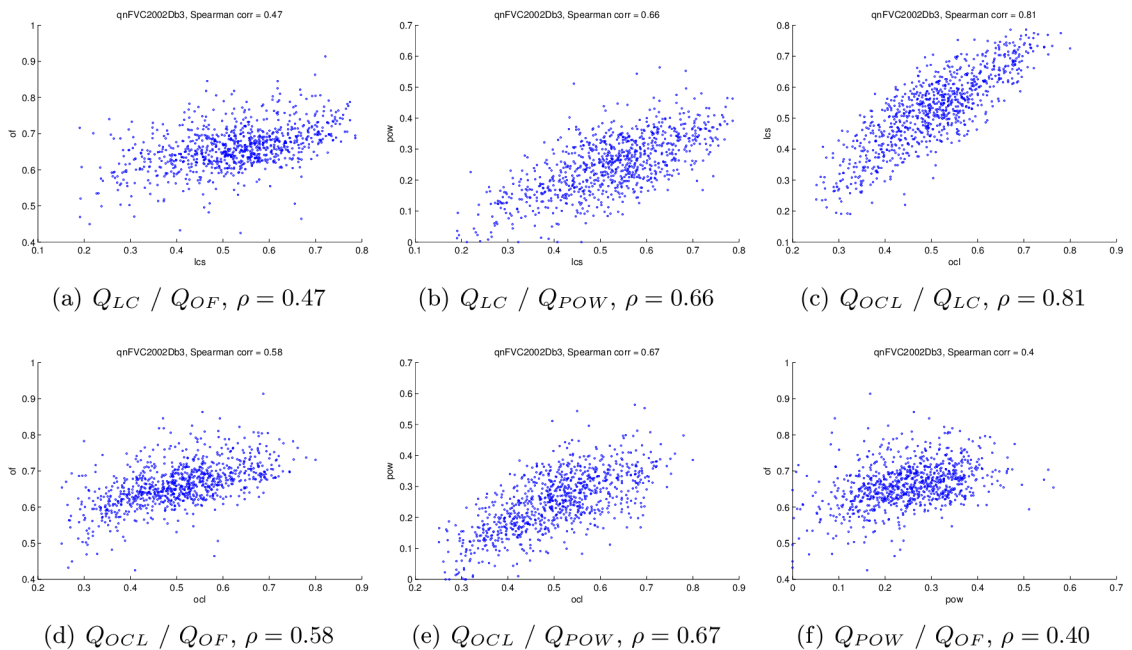 qnFVC2002Db3, Spearman corr = 0.47
1
0.9
0.8
0.7
0.6
0.5
0.4
of
0.1 0.2 0.3 0.4 0.5 0.6 0.7 0.8
lcs
(a) Q_LC / Q_OF, ρ = 0.47
qnFVC2002Db3, Spearman corr = 0.66
0.7
0.6
0.5
0.4
0.3
0.2
0.1
0
pow
0.1 0.2 0.3 0.4 0.5 0.6 0.7 0.8
lcs
(b) Q_LC / Q_POW, ρ = 0.66
qnFVC2002Db3, Spearman corr = 0.81
0.8
0.7
0.6
0.5
0.4
0.3
0.2
0.1
lcs
0.2 0.3 0.4 0.5 0.6 0.7 0.8 0.9
ocl
(c) Q_OCL / Q_LC, ρ = 0.81
qnFVC2002Db3, Spearman corr = 0.58
1
0.9
0.8
0.7
0.6
0.5
0.4
of
0.2 0.3 0.4 0.5 0.6 0.7 0.8 0.9
ocl
(d) Q_OCL / Q_OF, ρ = 0.58
qnFVC2002Db3, Spearman corr = 0.67
0.7
0.6
0.5
0.4
0.3
0.2
0.1
0
pow
0.2 0.3 0.4 0.5 0.6 0.7 0.8 0.9
ocl
(e) Q_OCL / Q_POW, ρ = 0.67
qnFVC2002Db3, Spearman corr = 0.4
1
0.9
0.8
0.7
0.6
0.5
0.4
of
0 0.1 0.2 0.3 0.4 0.5 0.6 0.7
pow
(f) Q_POW / Q_OF, ρ = 0.40